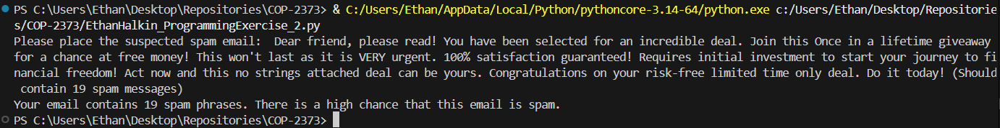 PS C:\Users\Ethan\Desktop\Repositories\COP-2373> & C:/Users/Ethan/AppData/Local/Python/pythoncore-3.14-64/python.exe c:/Users/Ethan/Desktop/Repositorie
s/COP-2373/EthanHalkin_ProgrammingExercise_2.py
Please place the suspected spam email:  Dear friend, please read! You have been selected for an incredible deal. Join this Once in a lifetime giveaway
for a chance at free money! This won't last as it is VERY urgent. 100% satisfaction guaranteed! Requires initial investment to start your journey to fi
nancial freedom! Act now and this no strings attached deal can be yours. Congratulations on your risk-free limited time only deal. Do it today! (Should
 contain 19 spam messages)
Your email contains 19 spam phrases. There is a high chance that this email is spam.
PS C:\Users\Ethan\Desktop\Repositories\COP-2373>